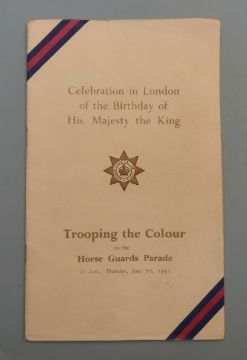 Celebration in London
of the Birthday of
His Majesty the King
Trooping the Colour
on the
Horse Guards Parade
11 a.m., Thursday, June 7th, 1951